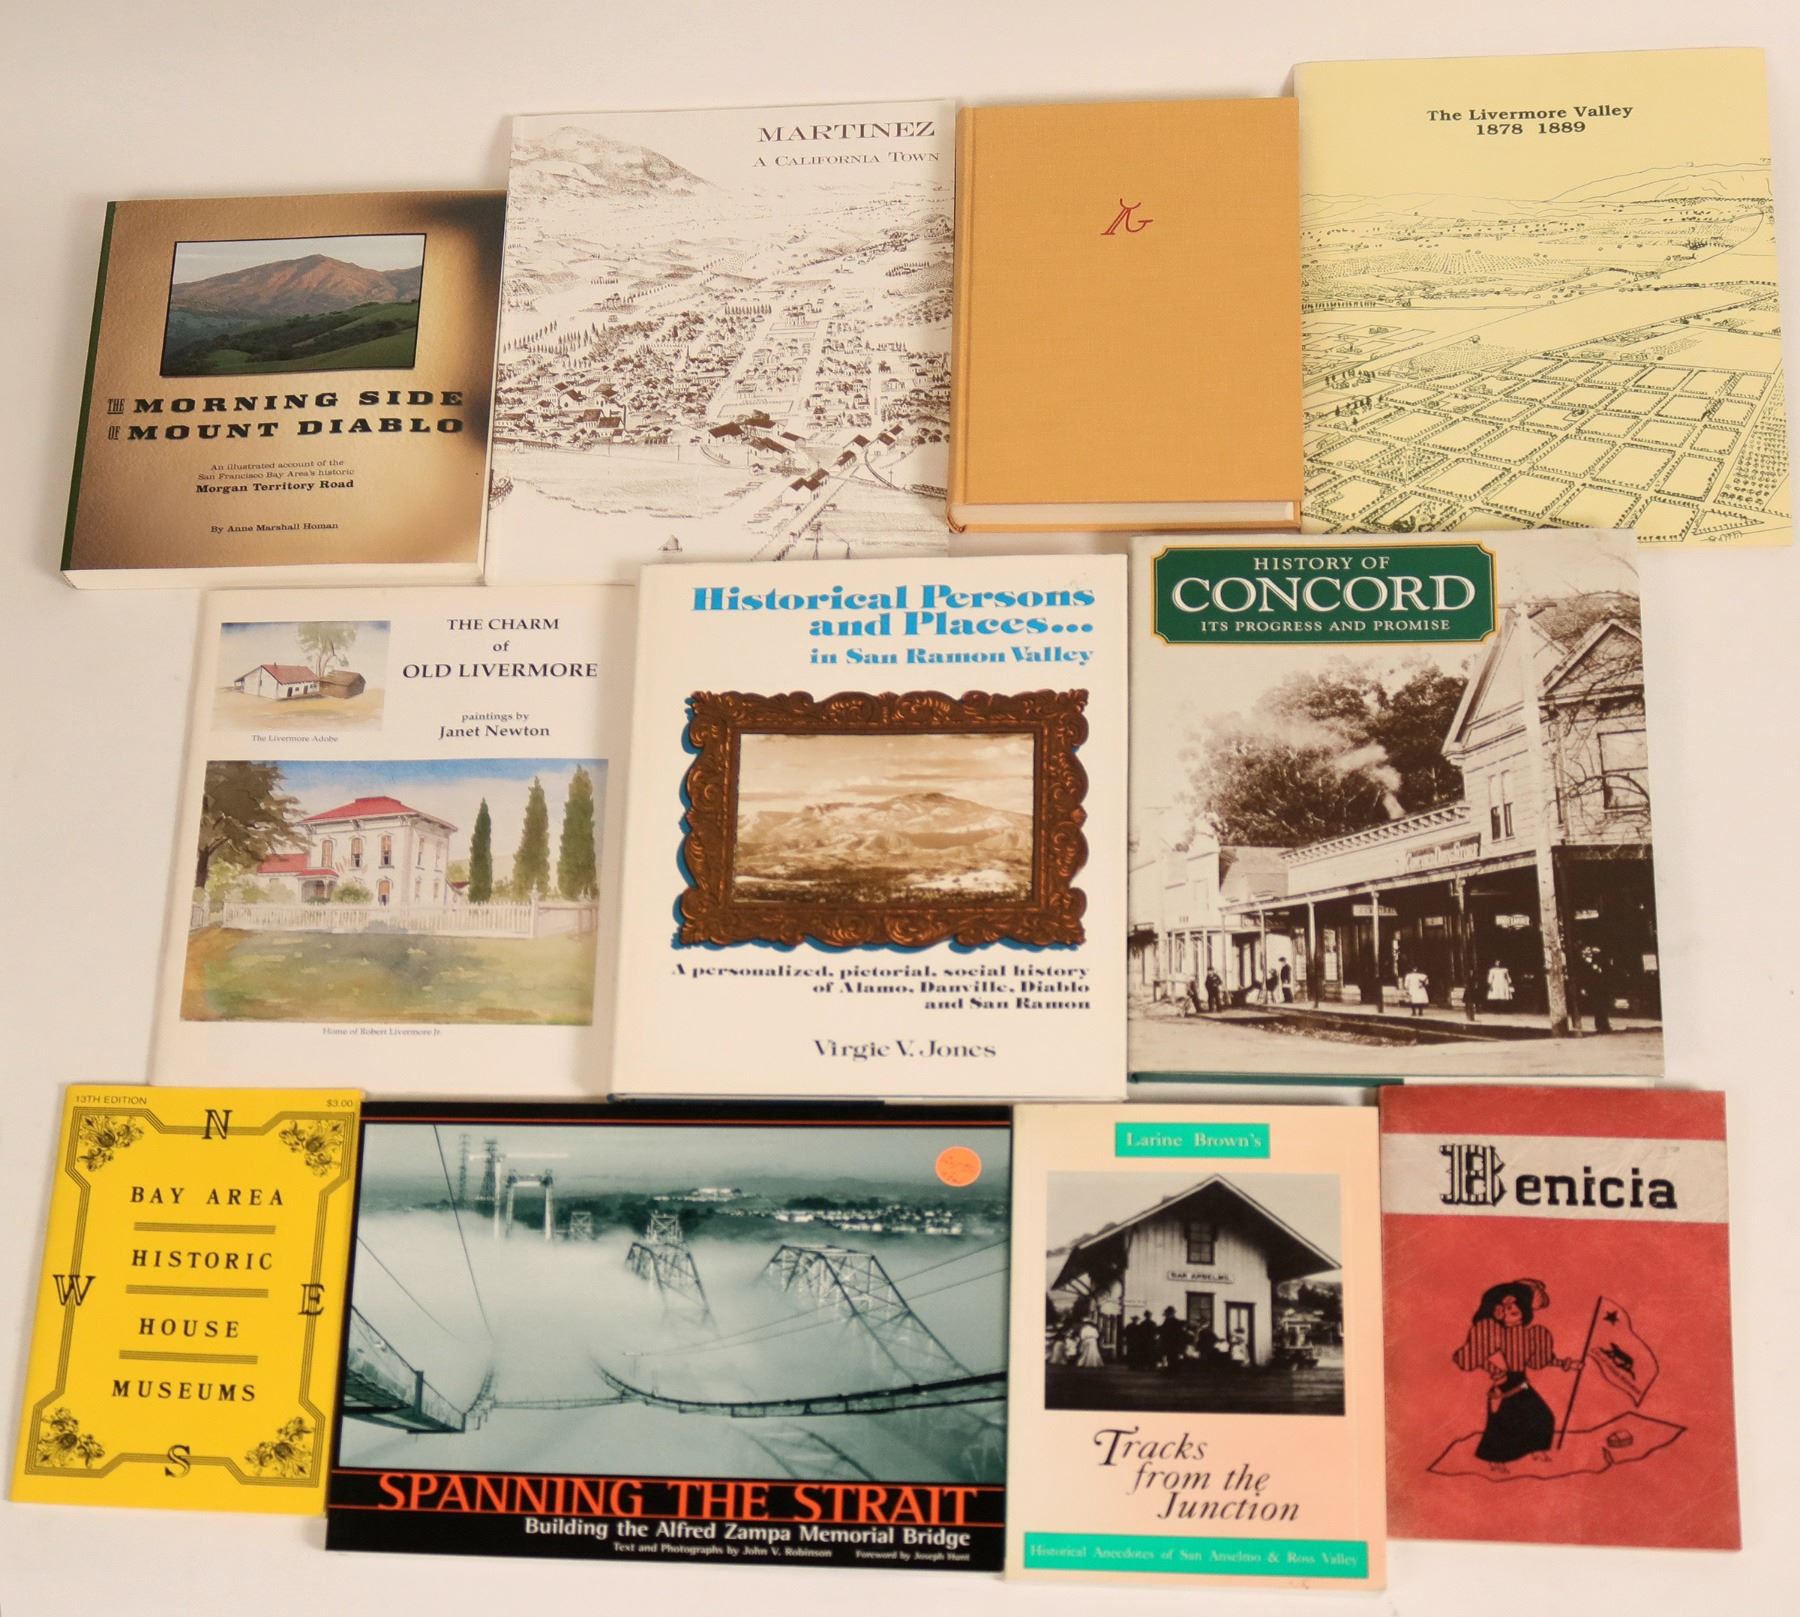 THE MORNING SIDE
OF MOUNT DIABLO
An illustrated account of the
San Francisco Bay Area's historic
Morgan Territory Road
By Anne Marshall Homan
MARTINEZ
A CALIFORNIA TOWN
The Livermore Valley
1878 1889
THE CHARM
of
OLD LIVERMORE
paintings by
Janet Newton
The Livermore Adobe
Home of Robert Livermore Jr.
Historical Persons
and Places...
in San Ramon Valley
A personalized, pictorial, social history
of Alamo, Danville, Diablo
and San Ramon
Virgie V. Jones
HISTORY OF
CONCORD
ITS PROGRESS AND PROMISE
13TH EDITION
$3.00
N
BAY AREA
HISTORIC
W
E
HOUSE
MUSEUMS
S
SPANNING THE STRAIT
Building the Alfred Zampa Memorial Bridge
Text and Photographs by John V. Robinson Foreword by Joseph Hunt
Larine Brown's
SAN ANSELMO
Tracks
from the
Junction
Historical Anecdotes of San Anselmo & Ross Valley
Benicia